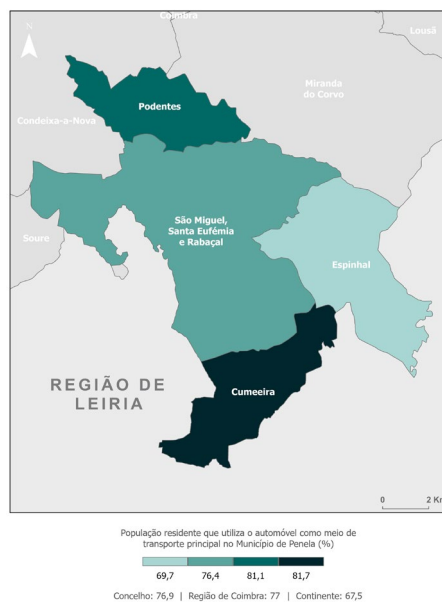 Coimbra
Lousã
N
Miranda
do Corvo
Podentes
Condeixa-a-Nova
São Miguel,
Santa Eufémia
e Rabaçal
Soure
Espinhal
REGIÃO DE
LEIRIA
Cumeeira
0 2 Km
População residente que utiliza o automóvel como meio de
transporte principal no Município de Penela (%)
69,7 76,4 81,1 81,7
Concelho: 76,9 | Região de Coimbra: 77 | Continente: 67,5